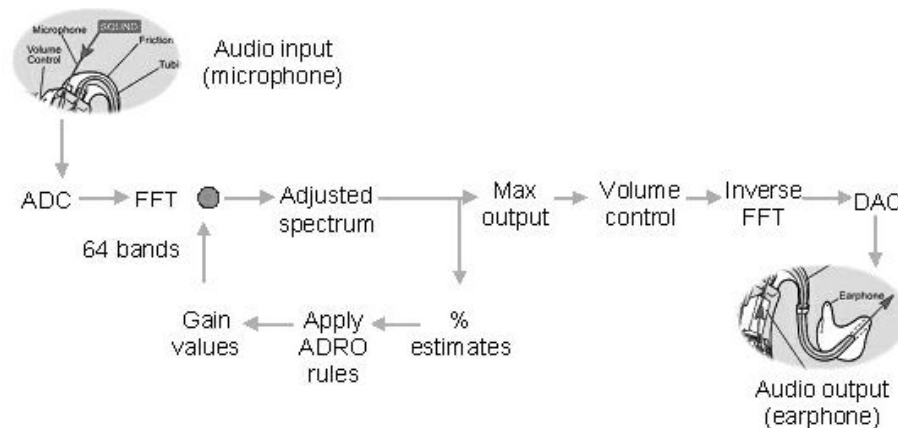 SOUND
Microphone
Friction
Volume
Control
Tubi
Audio input
(microphone)
ADC
FFT
Adjusted
spectrum
Max
output
Volume
control
Inverse
FFT
DAC
64 bands
Gain
values
Apply
ADRO
rules
%
estimates
Earphone
Audio output
(earphone)